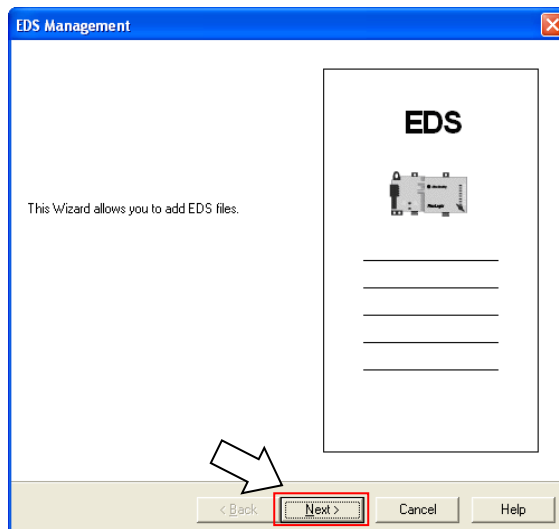 EDS Management
EDS
This Wizard allows you to add EDS files.
< Back
Next >
Cancel
Help